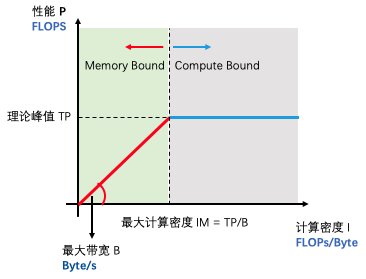 性能 P
FLOPS
Memory Bound
Compute Bound
理论峰值 TP
最大计算密度 IM = TP/B
计算密度 I
FLOPs/Byte
最大带宽 B
Byte/s